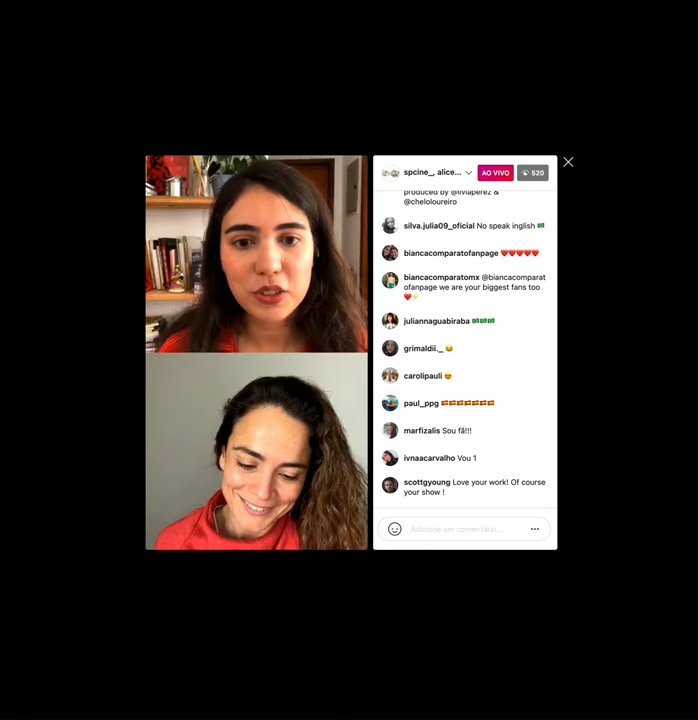 spcine_, alice...
AO VIVO
520
produced by @liviaperez &
@cheloloureiro
silva.julia09_oficial No speak inglish 🇧🇷
biancacomparatofanpage ❤️❤️❤️❤️❤️
biancacomparatomx @biancacomparat
ofanpage we are your biggest fans too
❤️⚡
juliannaguabiraba 🇧🇷🇧🇷🇧🇷
grimaldii._ 😂
carolipauli 😍
paul_ppg 🇪🇸🇪🇸🇪🇸🇪🇸🇪🇸🇪🇸🇪🇸
marfizalis Sou fã!!!
ivnaacarvalho Vou 1
scottgyoung Love your work! Of course
your show !
Adicione um comentário...